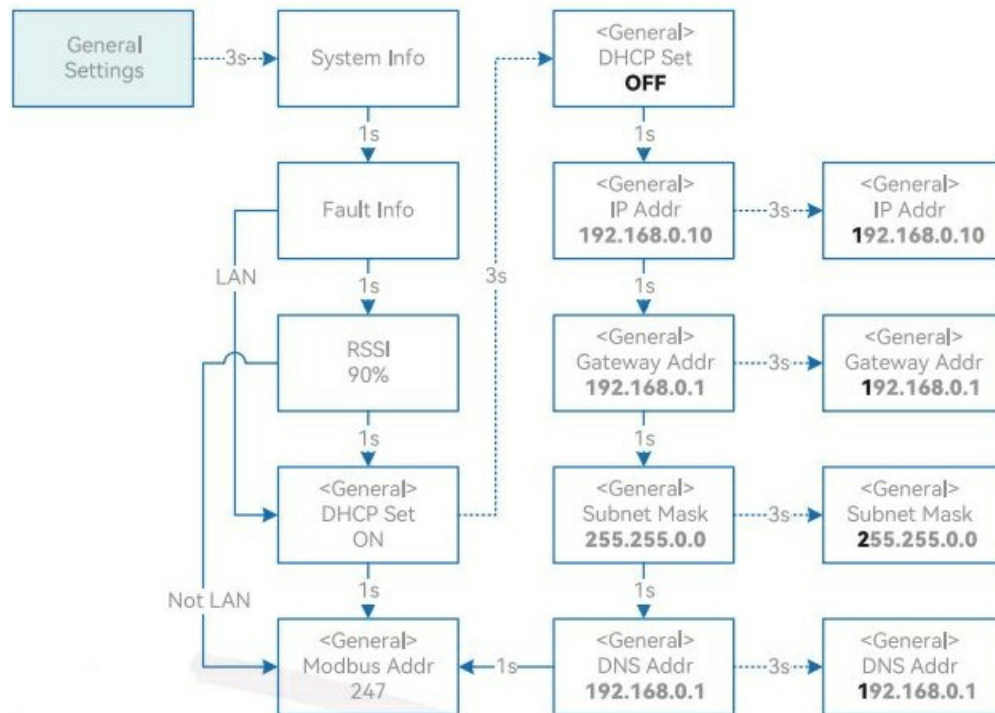 General
Settings
3s
System Info
<General>
DHCP Set
OFF
1s
1s
Fault Info
<General>
IP Addr
192.168.0.10
3s
<General>
IP Addr
192.168.0.10
LAN
1s
3s
1s
RSSI
90%
<General>
Gateway Addr
192.168.0.1
3s
<General>
Gateway Addr
192.168.0.1
1s
1s
<General>
DHCP Set
ON
<General>
Subnet Mask
255.255.0.0
3s
<General>
Subnet Mask
255.255.0.0
Not LAN
1s
1s
<General>
Modbus Addr
247
1s
<General>
DNS Addr
192.168.0.1
3s
<General>
DNS Addr
192.168.0.1